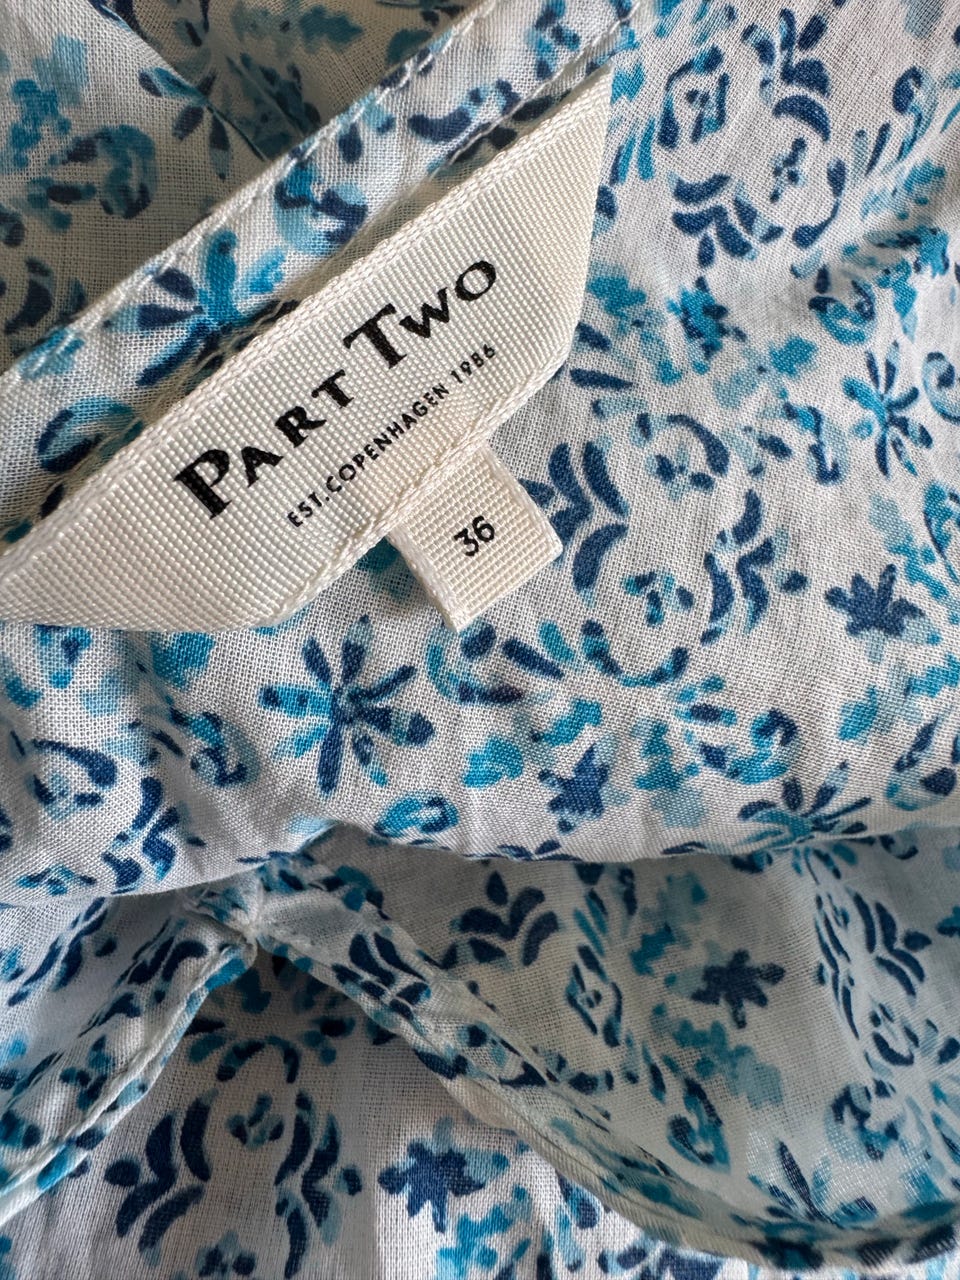 PART TWO
EST. COPENHAGEN 1986
36